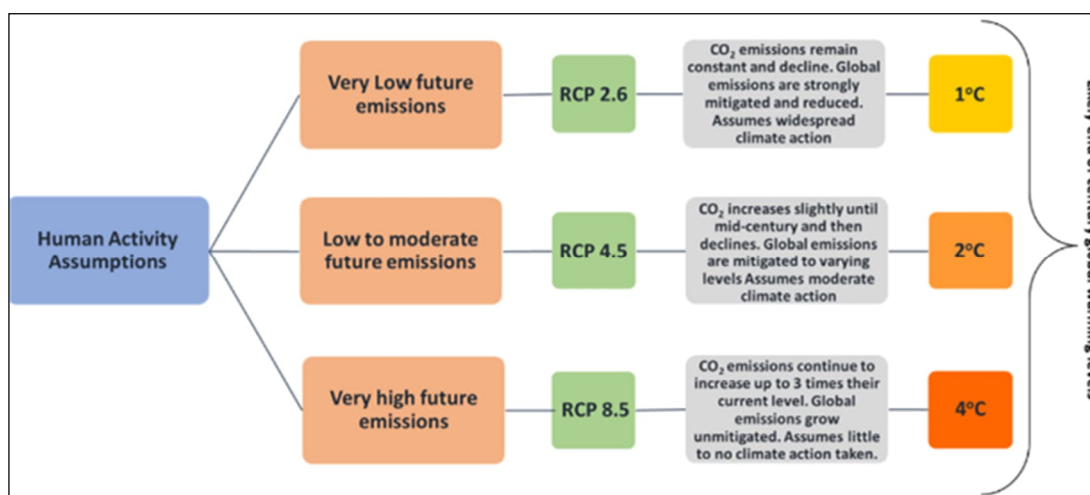 Human Activity
Assumptions
Very Low future
emissions
RCP 2.6
CO₂ emissions remain
constant and decline. Global
emissions are strongly
mitigated and reduced.
Assumes widespread
climate action
1°C
Low to moderate
future emissions
RCP 4.5
CO₂ increases slightly until
mid-century and then
declines. Global emissions
are mitigated to varying
levels Assumes moderate
climate action
2°C
Very high future
emissions
RCP 8.5
CO₂ emissions continue to
increase up to 3 times their
current level. Global
emissions grow
unmitigated. Assumes little
to no climate action taken.
4°C